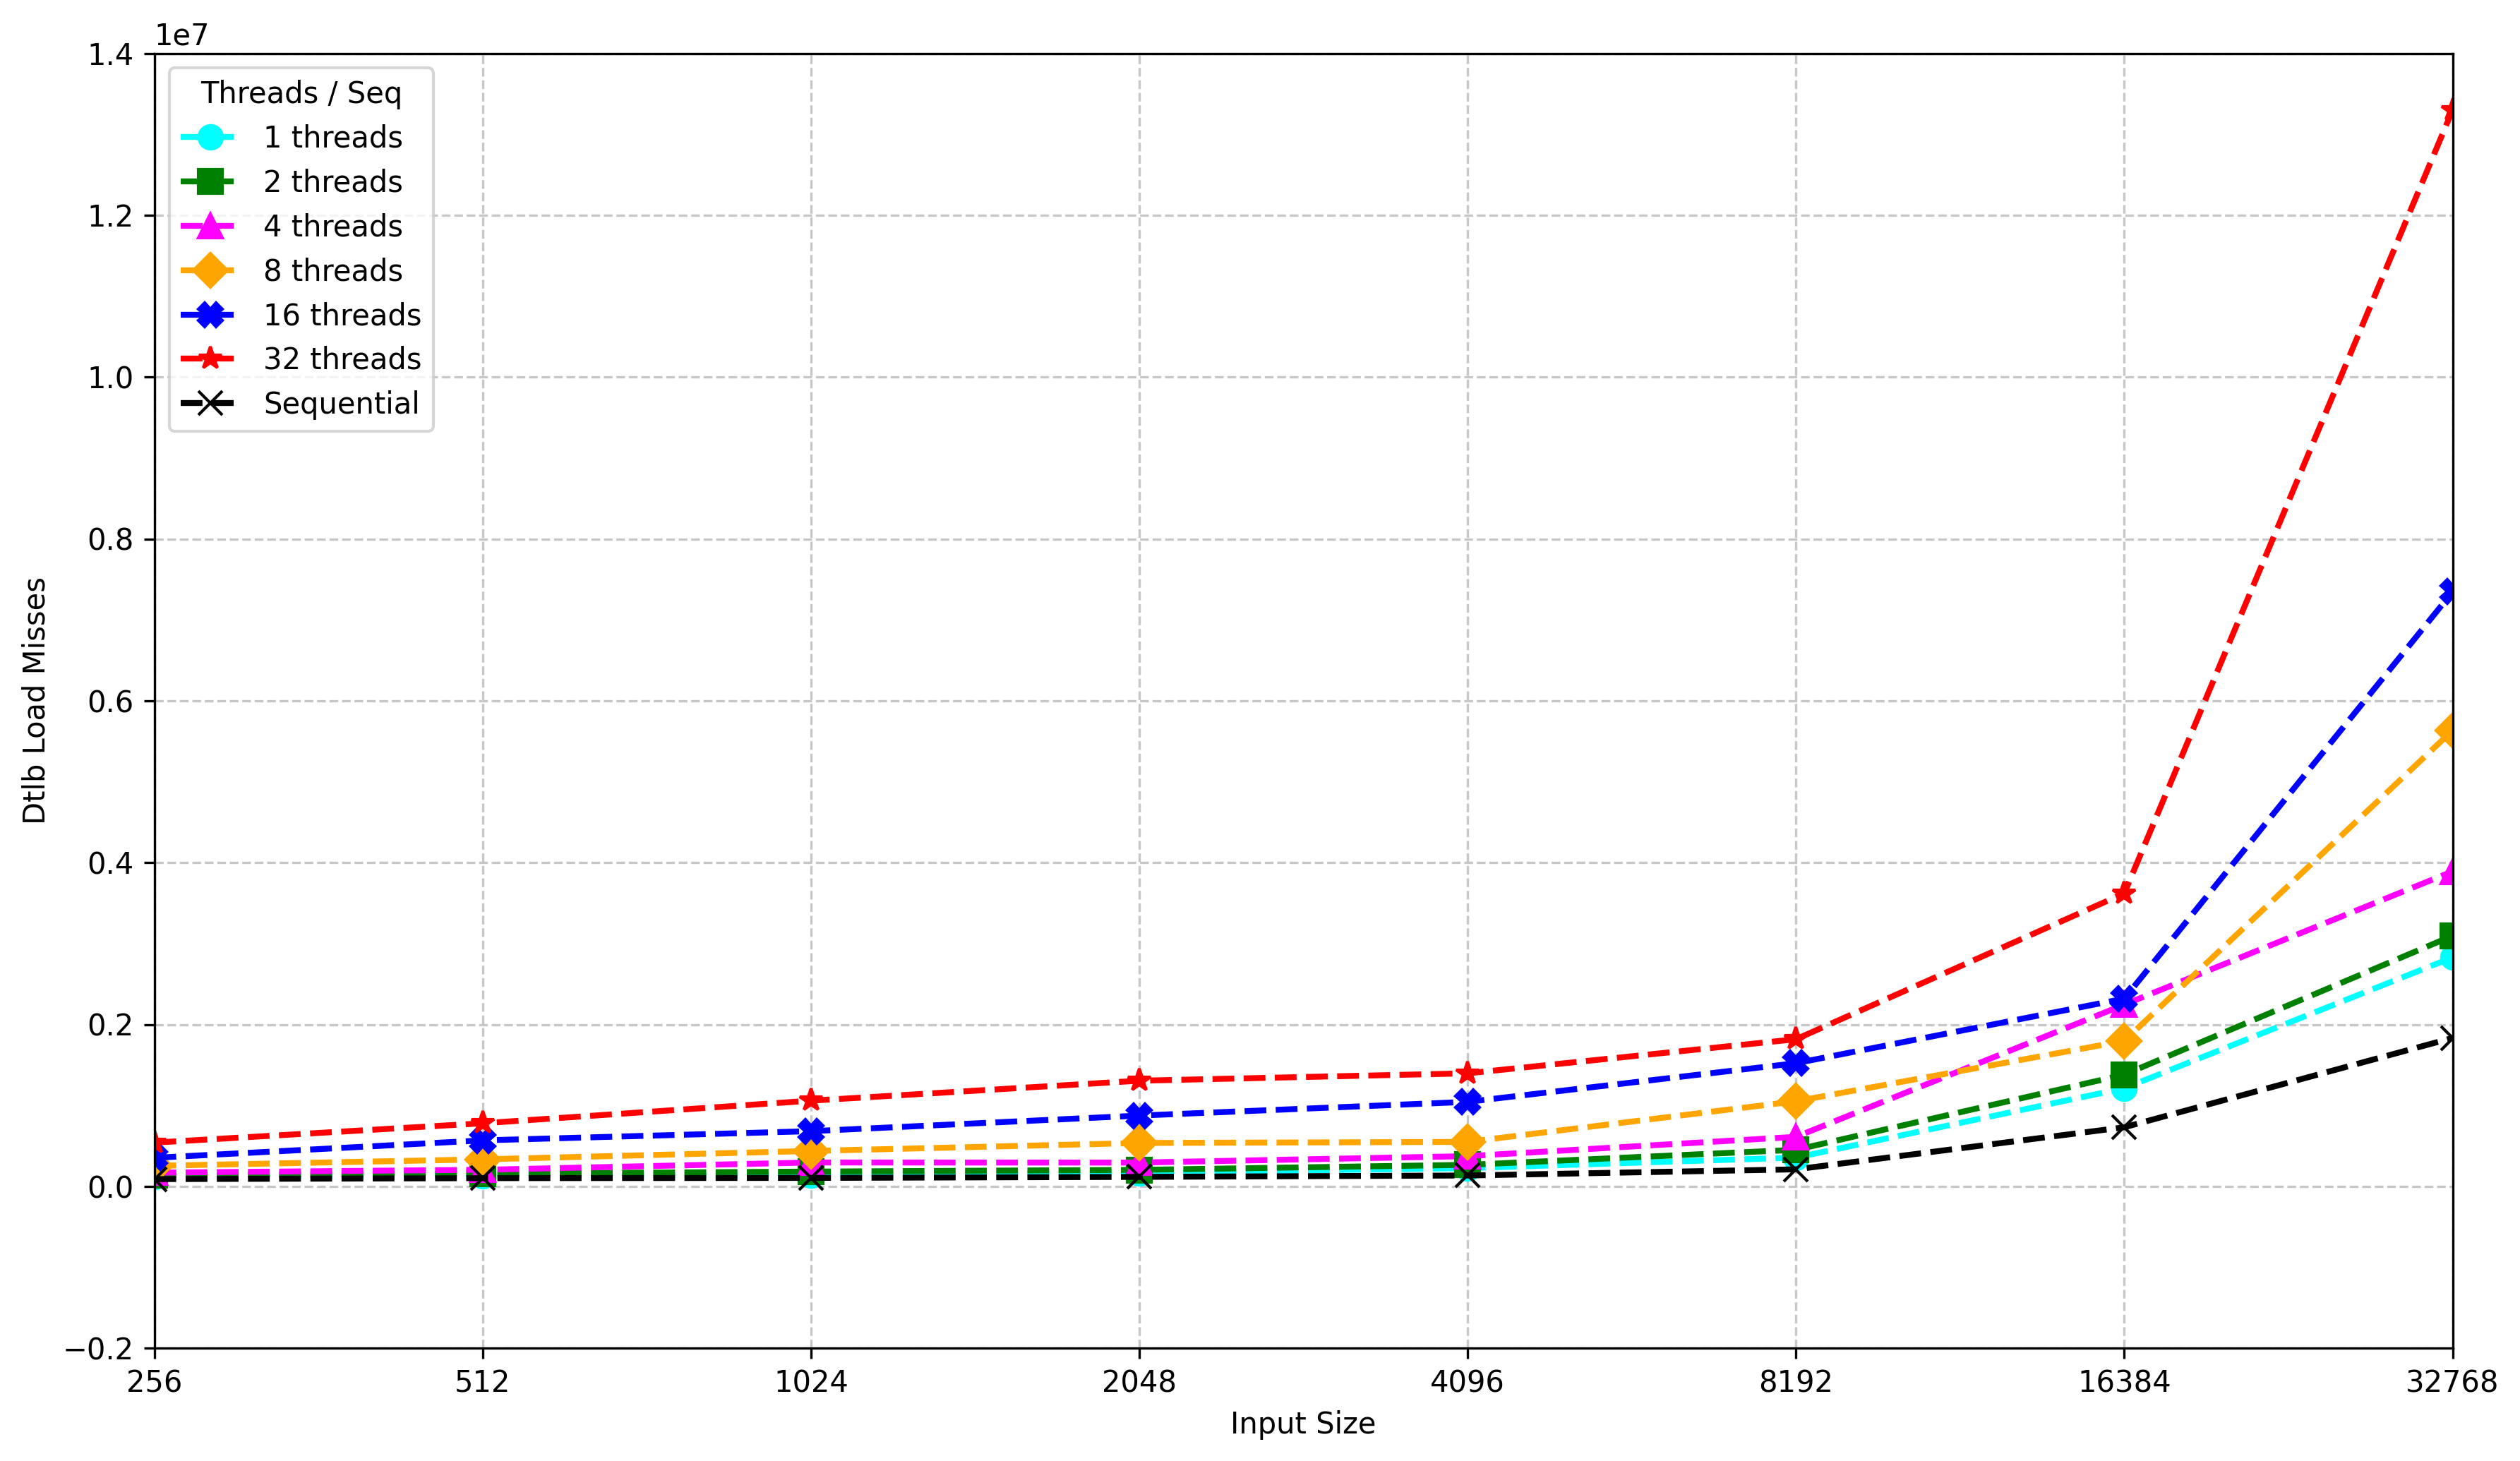 1e7
1.4
1.2
1.0
0.8
0.6
0.4
0.2
0.0
−0.2
Dtlb Load Misses
Threads / Seq
1 threads
2 threads
4 threads
8 threads
16 threads
32 threads
Sequential
256 512 1024 2048 4096 8192 16384 32768
Input Size